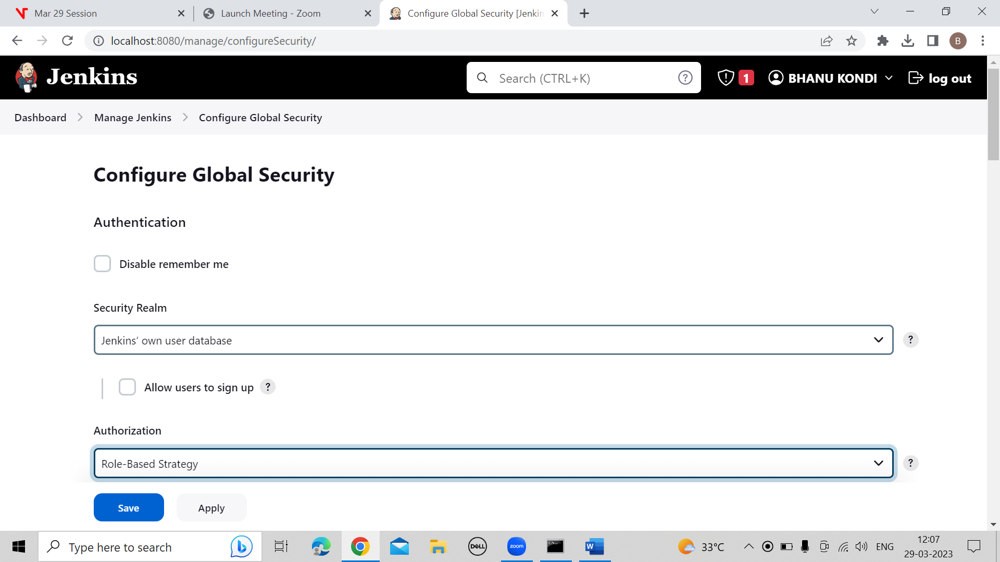 Mar 29 Session
Launch Meeting - Zoom
Configure Global Security [Jenkin
localhost:8080/manage/configureSecurity/
B
Jenkins
Search (CTRL+K)
?
1
BHANU KONDI
log out
Dashboard
Manage Jenkins
Configure Global Security
Configure Global Security
Authentication
Disable remember me
Security Realm
Jenkins’ own user database
?
Allow users to sign up
?
Authorization
Role-Based Strategy
?
Save
Apply
Type here to search
DELL
zoom
W
33°C
ENG
12:07
29-03-2023